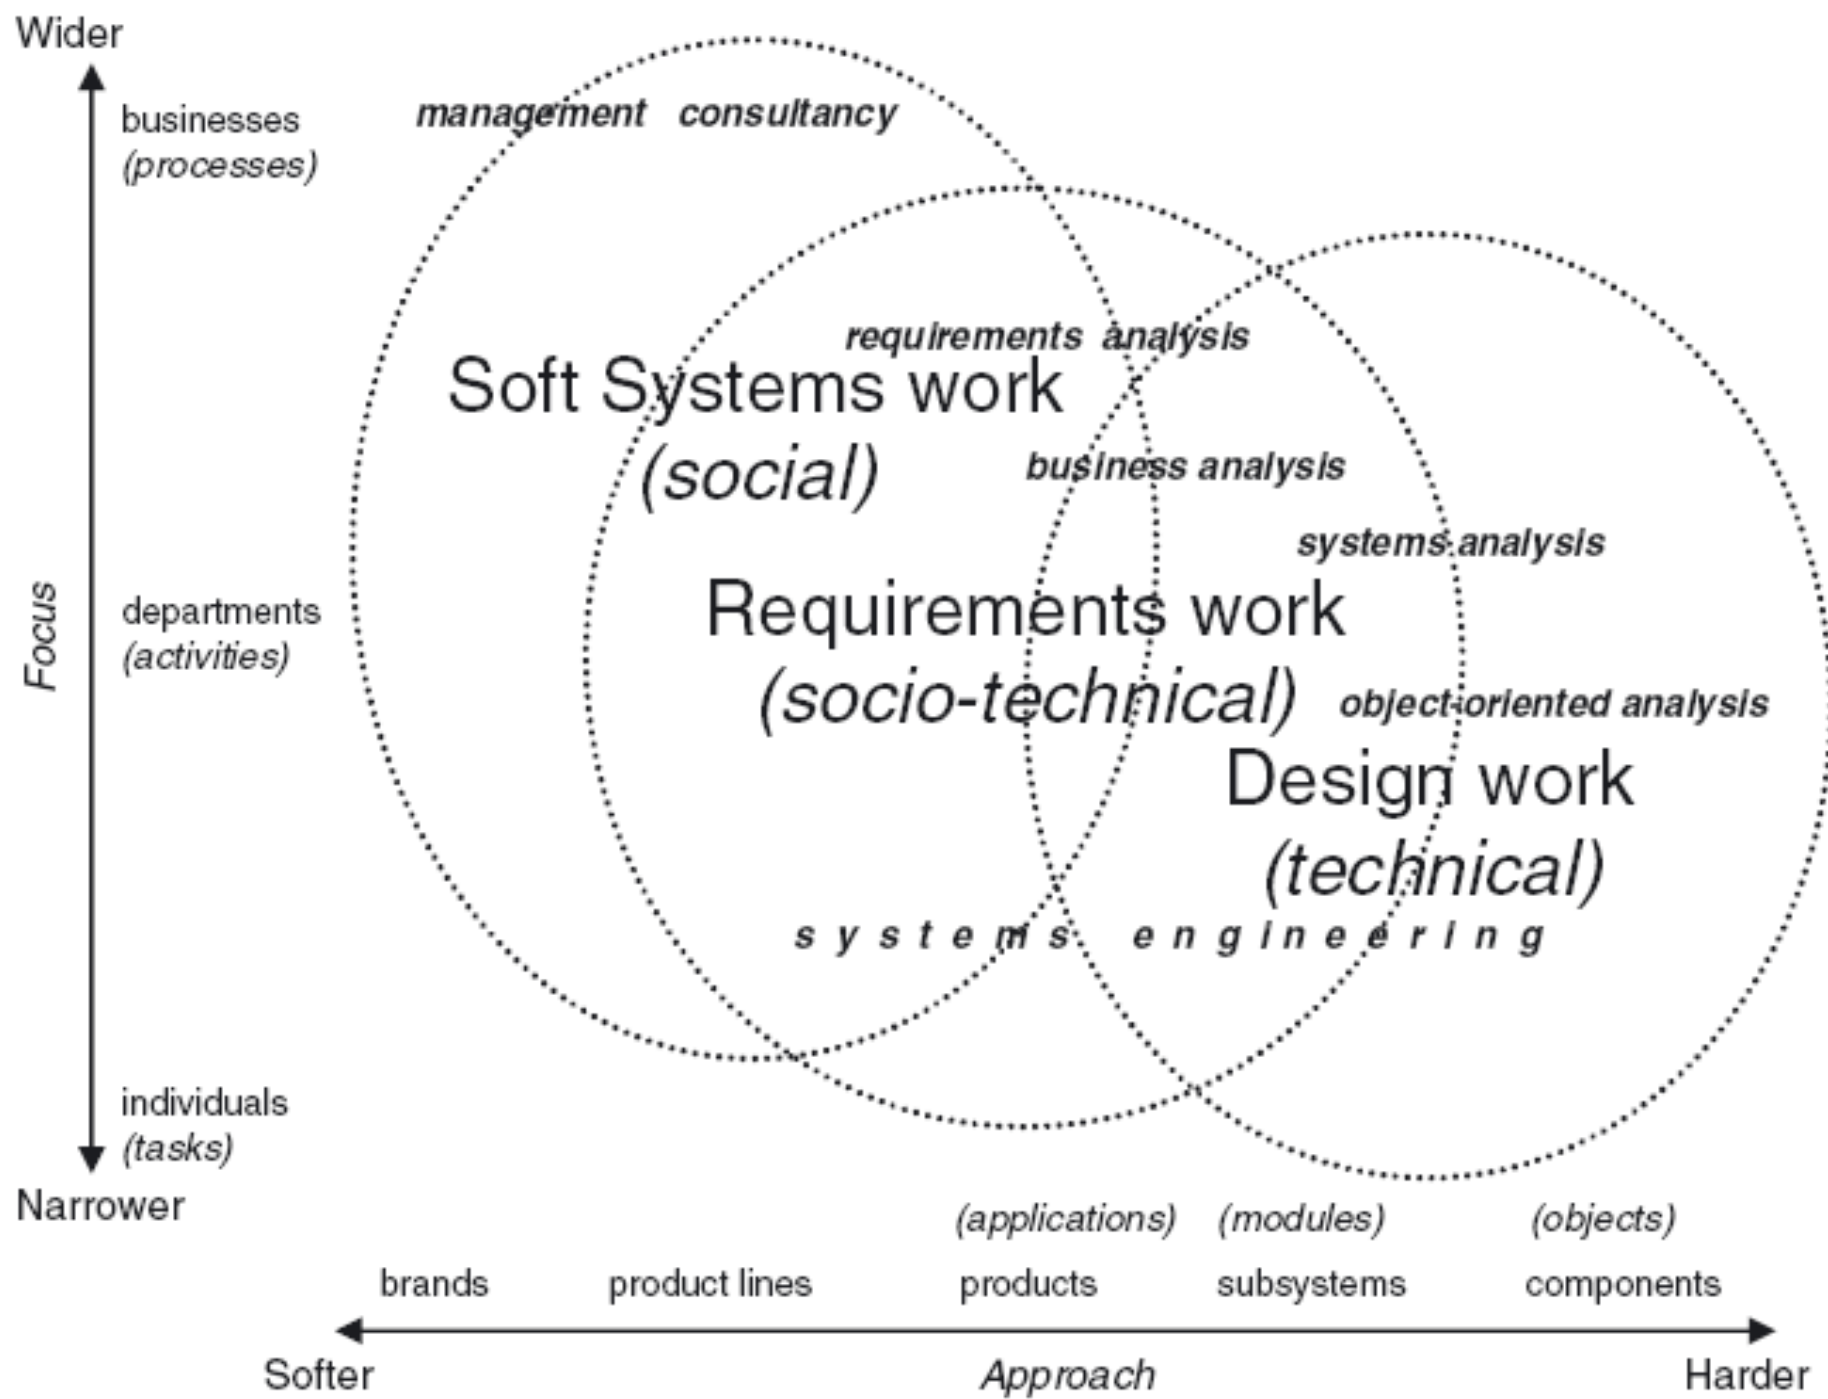 Wider
businesses
(processes)
management consultancy
requirements analysis
Soft Systems work
(social)
business analysis
systems analysis
Focus
departments
(activities)
Requirements work
(socio-technical)
object-oriented analysis
Design work
(technical)
systems engineering
individuals
(tasks)
Narrower
(applications) (modules) (objects)
brands product lines products subsystems components
Softer Approach Harder